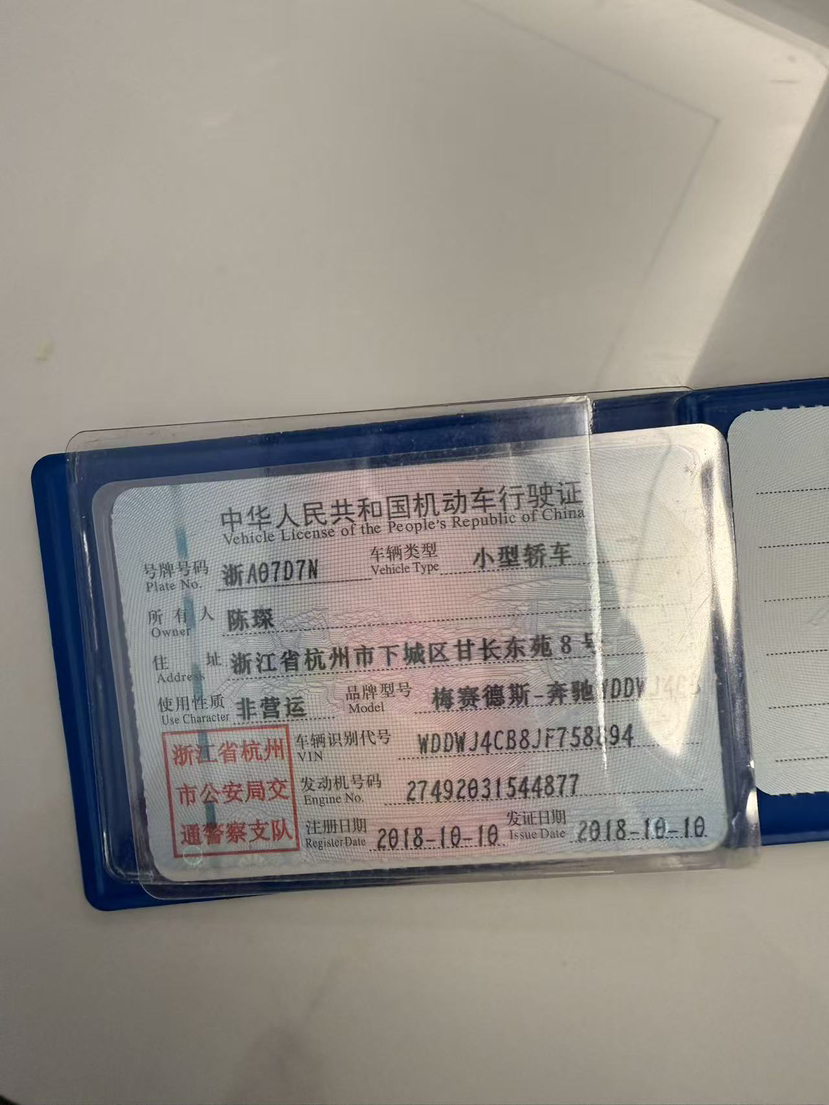 中华人民共和国机动车行驶证
Vehicle License of the People's Republic of China
号牌号码 浙A07D7N 车辆类型 小型轿车
Plate No. Vehicle Type
所有人 陈琛
Owner
住址 浙江省杭州市下城区甘长东苑8号
Address
使用性质 非营运 品牌型号 梅赛德斯-奔驰
Use Character Model
浙江省杭州
市公安局交
通警察支队
车辆识别代号 WDDWJ4CB8JF758894
VIN
发动机号码 27492031544877
Engine No.
注册日期 2018-10-10 发证日期 2018-10-10
Register Date Issue Date